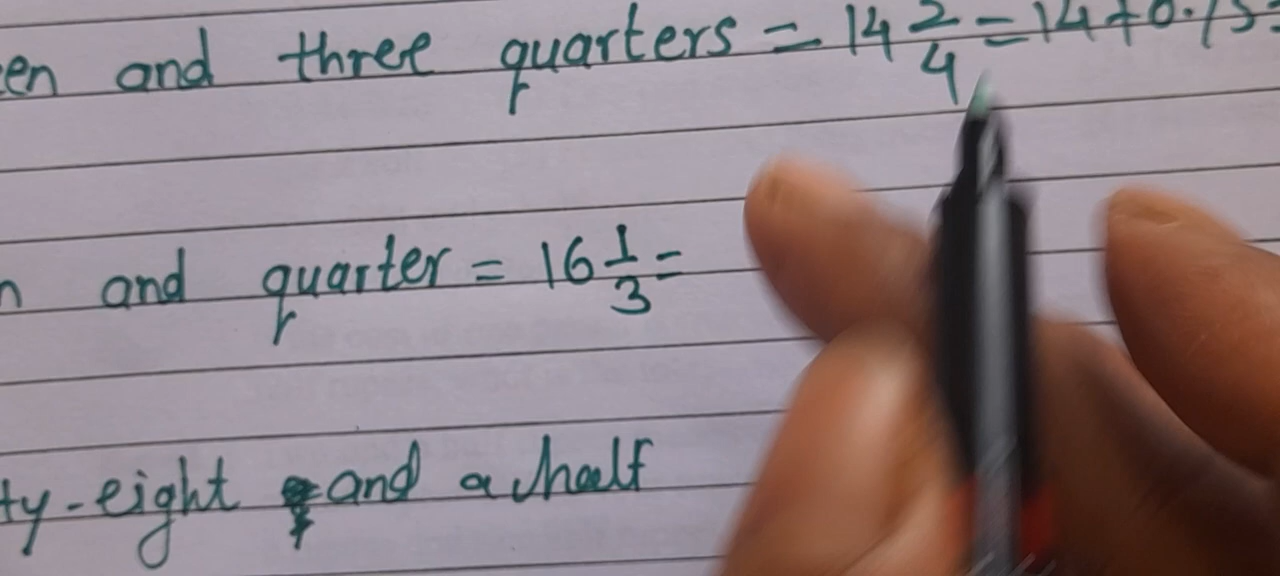 en and three quarters = 14 2/4 = 14+0.75=
n and quarter = 16 1/3 =
ty-eight and a half